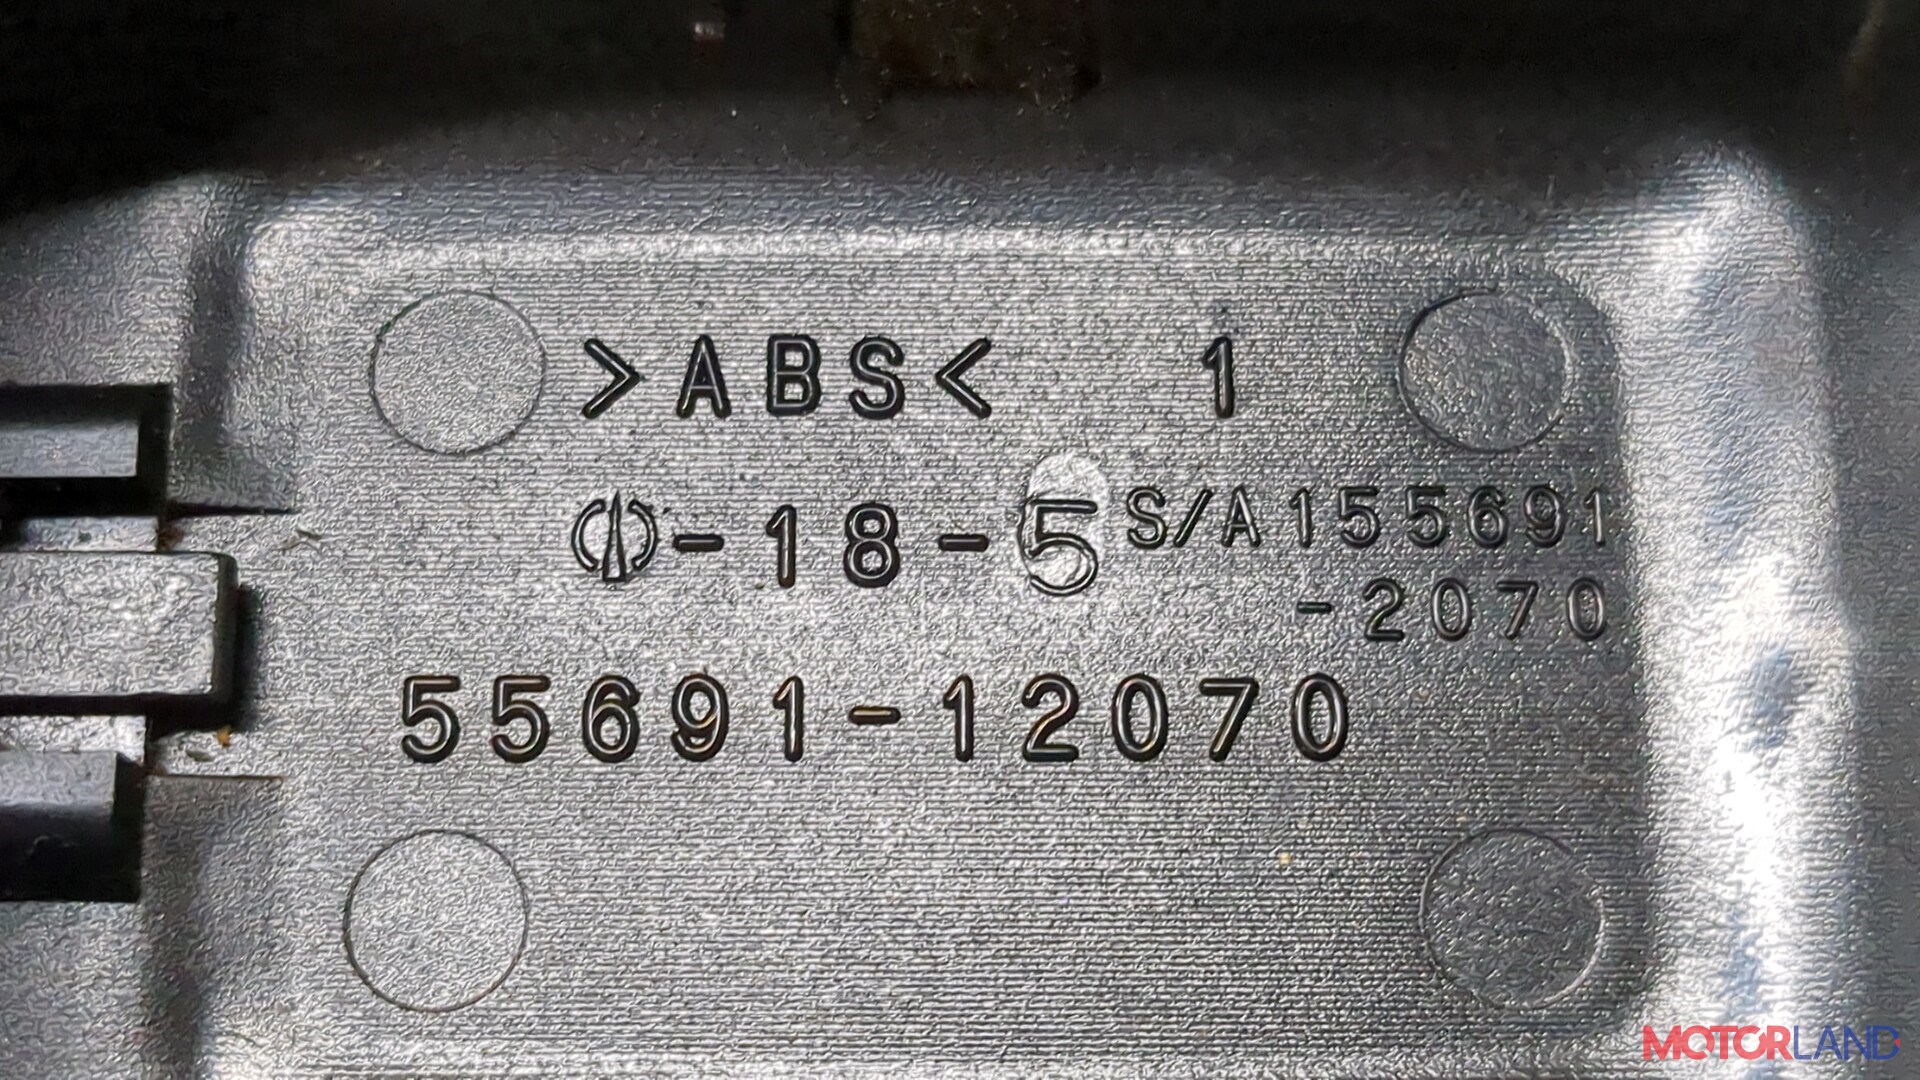 >ABS< 1
-18-5 S/A155691
-2070
55691-12070
MOTORLAND